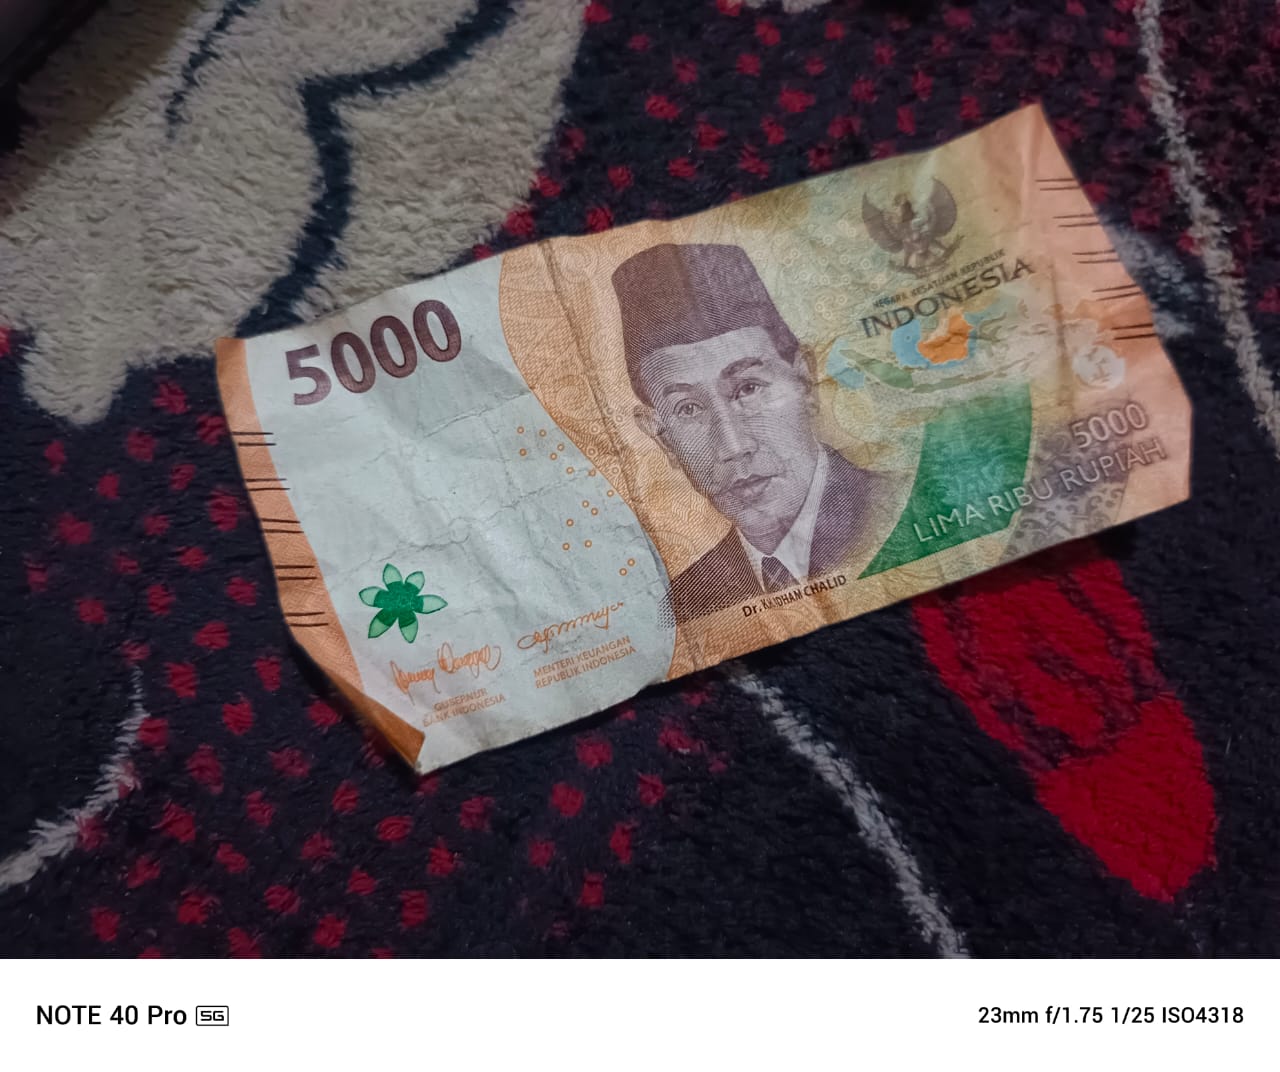 5000
NEGARA KESATUAN REPUBLIK
INDONESIA
5000
LIMA RIBU RUPIAH
Dr. K.H. IDHAM CHALID
GUBERNUR
BANK INDONESIA
MENTERI KEUANGAN
REPUBLIK INDONESIA
NOTE 40 Pro 5G
23mm f/1.75 1/25 ISO4318